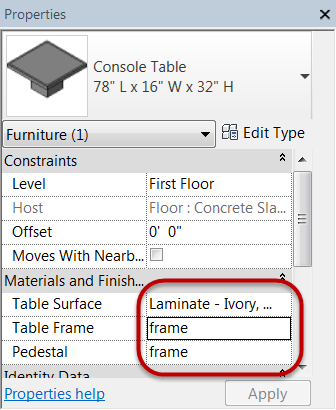 Properties
Console Table
78" L x 16" W x 32" H
Furniture (1)
Edit Type
Constraints
Level First Floor
Host Floor : Concrete Sla...
Offset 0' 0"
Moves With Nearb...
Materials and Finish...
Table Surface Laminate - Ivory, ...
Table Frame frame
Pedestal frame
Identity Data
Properties help Apply